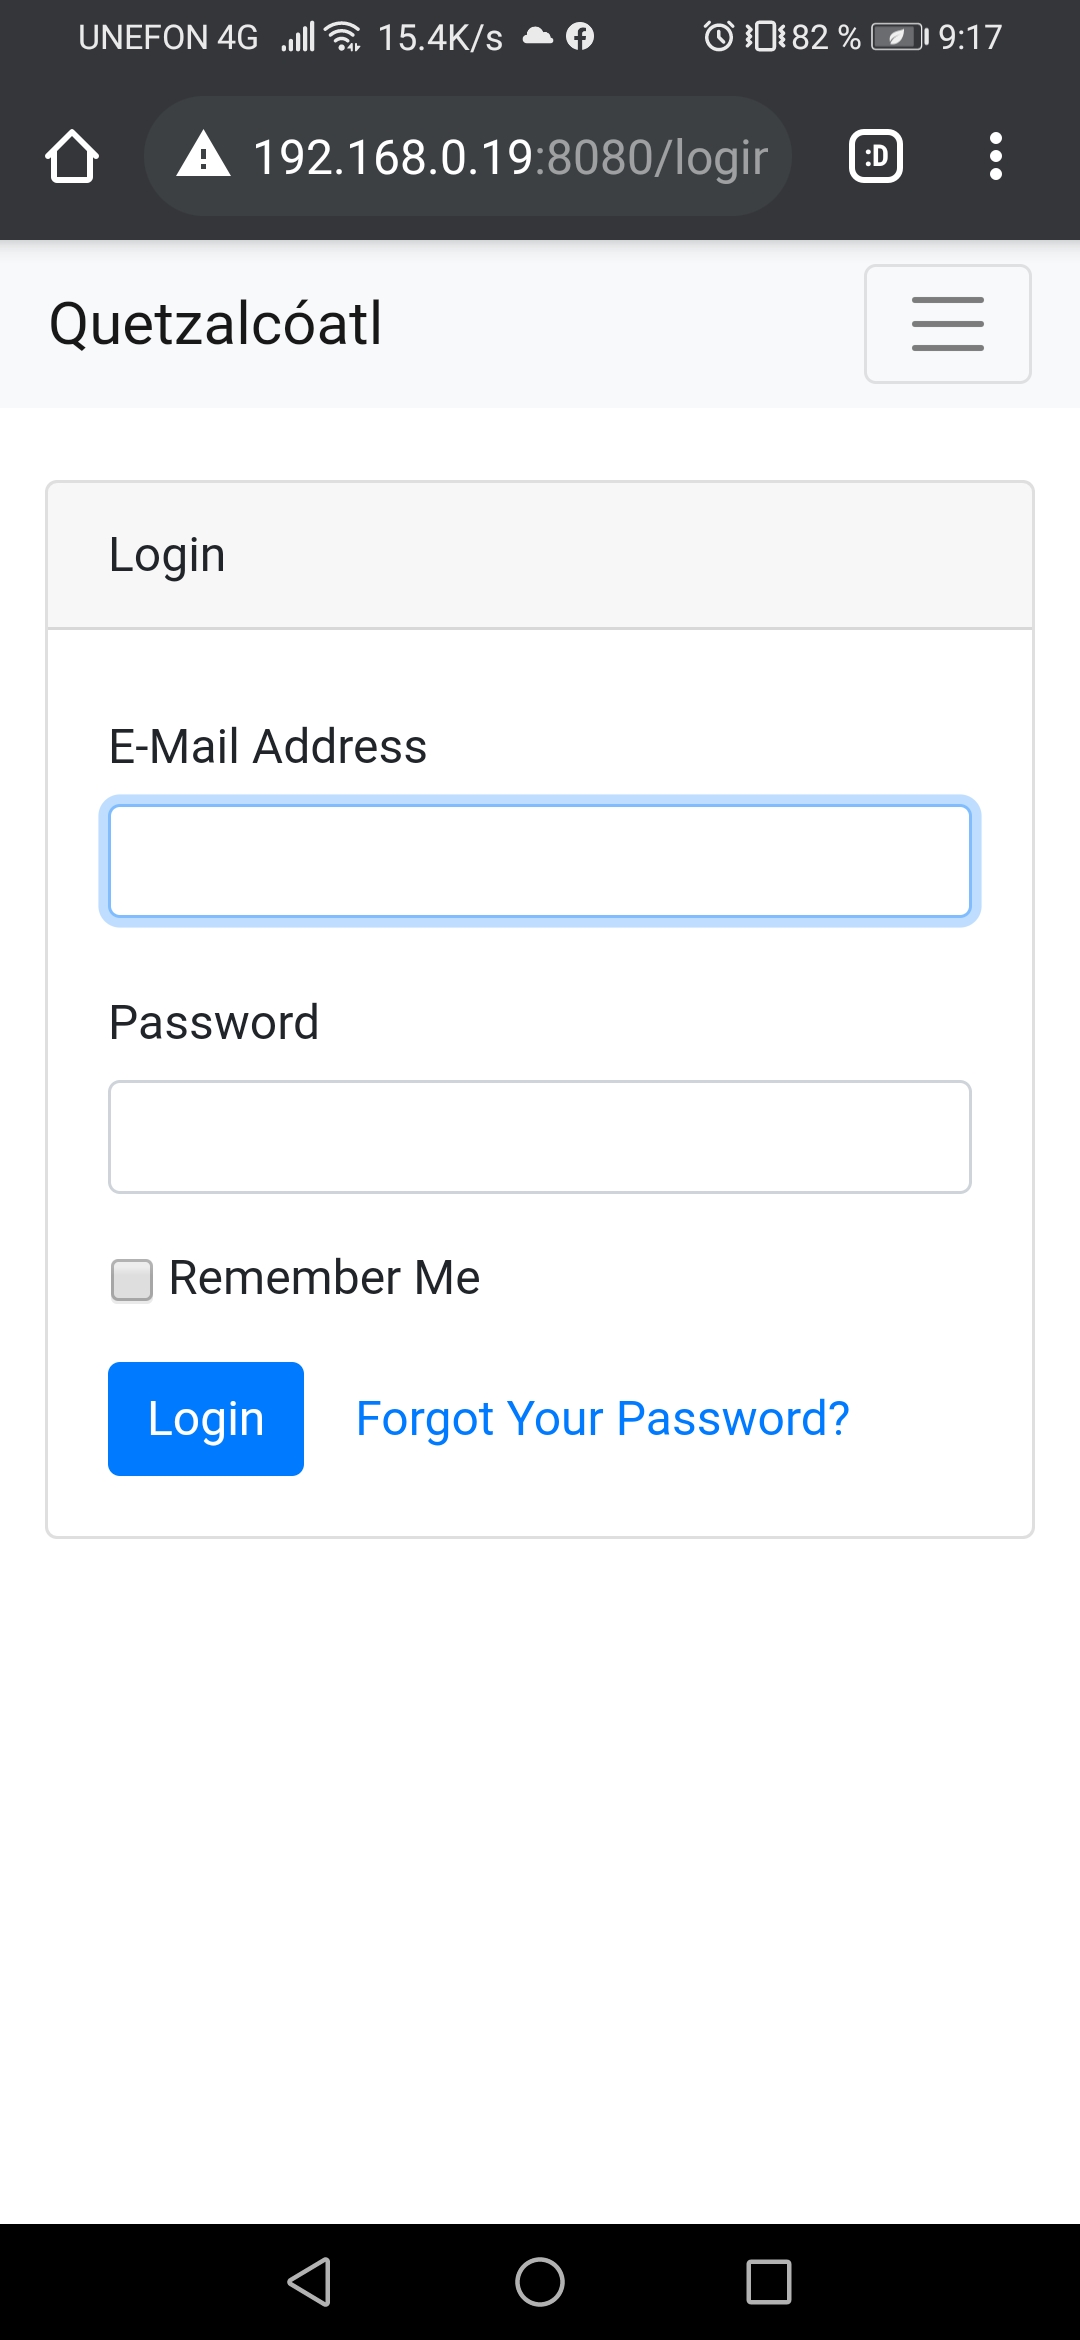 UNEFON 4G 15.4K/s 82 % 9:17
192.168.0.19:8080/login
:D
Quetzalcóatl
Login
E-Mail Address
Password
Remember Me
Login Forgot Your Password?